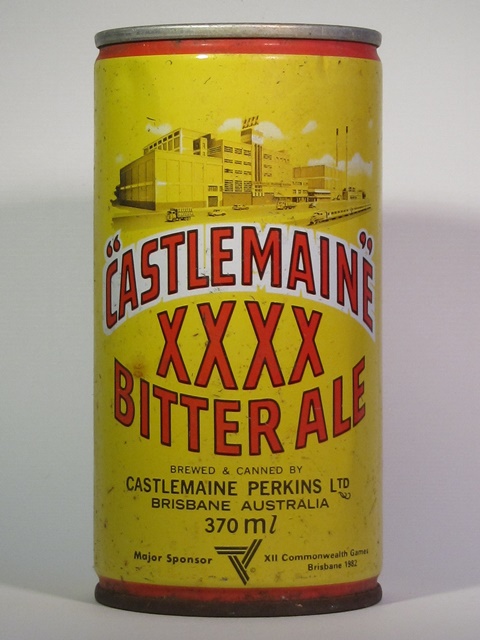 "CASTLEMAINE"
XXXX
BITTER ALE
BREWED & CANNED BY
CASTLEMAINE PERKINS LTD
BRISBANE AUSTRALIA
370 ml
Major Sponsor
XII Commonwealth Games
Brisbane 1982